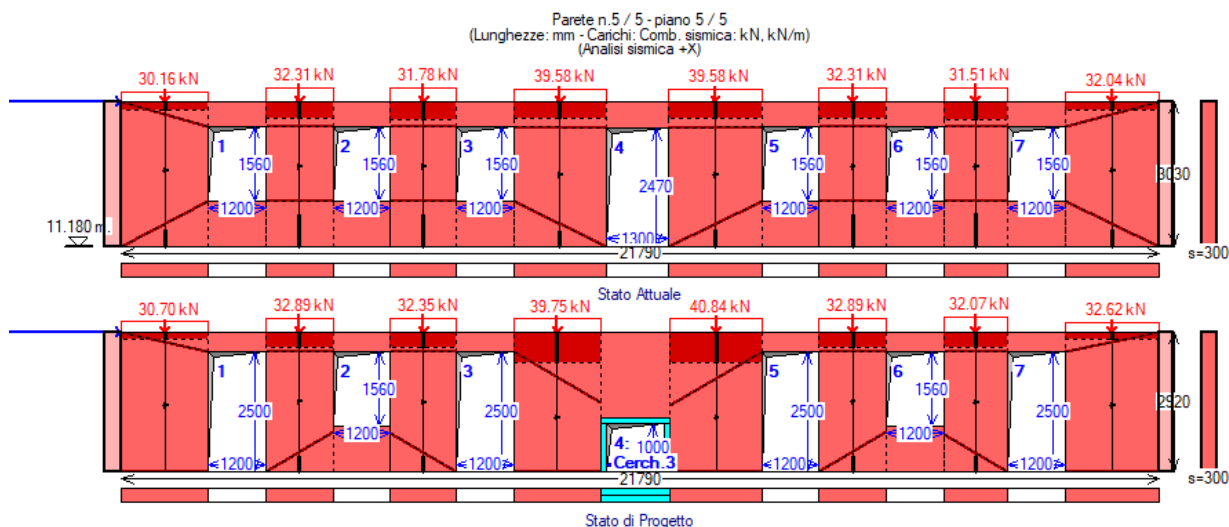 Parete n.5 / 5 - piano 5 / 5
(Lunghezze: mm - Carichi: Comb. sismica: kN, kN/m)
(Analisi sismica +X)
30.16 kN 32.31 kN 31.78 kN 39.58 kN 39.58 kN 32.31 kN 31.51 kN 32.04 kN
1 2 3 4 5 6 7
1560 1560 1560 2470 1560 1560 1560
3030
1200 1200 1200 1300 1200 1200 1200
11.180 m.
21790
s=300
Stato Attuale
30.70 kN 32.89 kN 32.35 kN 39.75 kN 40.84 kN 32.89 kN 32.07 kN 32.62 kN
1 2 3 5 6 7
2500 1560 2500 2500 1560 2500
2920
1200 1200
4: 1000
Cerch.3
1200 1200 1200 1200
21790
s=300
Stato di Progetto